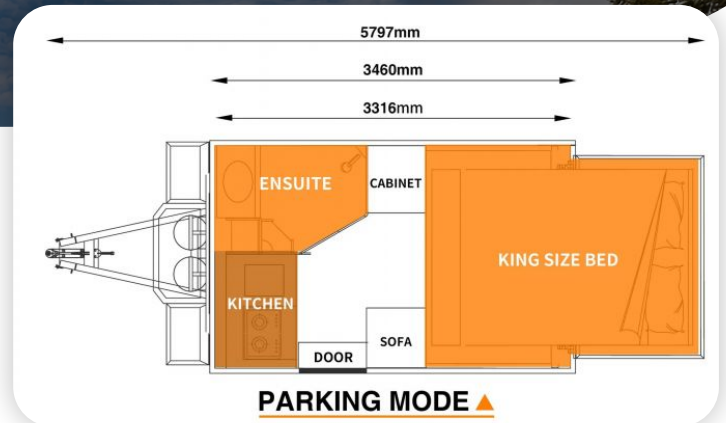 5797mm
3460mm
3316mm
ENSUITE
CABINET
KING SIZE BED
KITCHEN
SOFA
DOOR
PARKING MODE